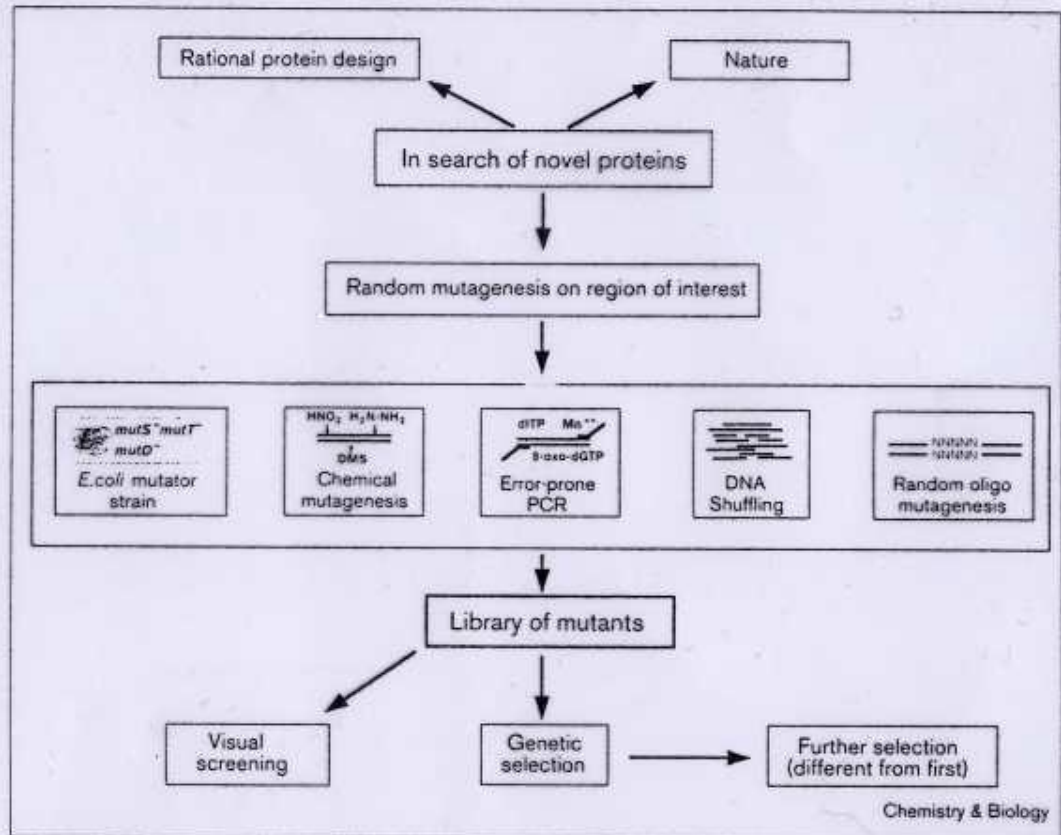 Rational protein design
Nature
In search of novel proteins
Random mutagenesis on region of interest
mutS⁻mutT⁻
mutD⁻
E.coli mutator
strain
HNO₂ H₂N-NH₂
DMS
Chemical
mutagenesis
dITP Mn⁺⁺
8-oxo-dGTP
Error-prone
PCR
DNA
Shuffling
NNNNN
NNNNN
Random oligo
mutagenesis
Library of mutants
Visual
screening
Genetic
selection
Further selection
(different from first)
Chemistry & Biology